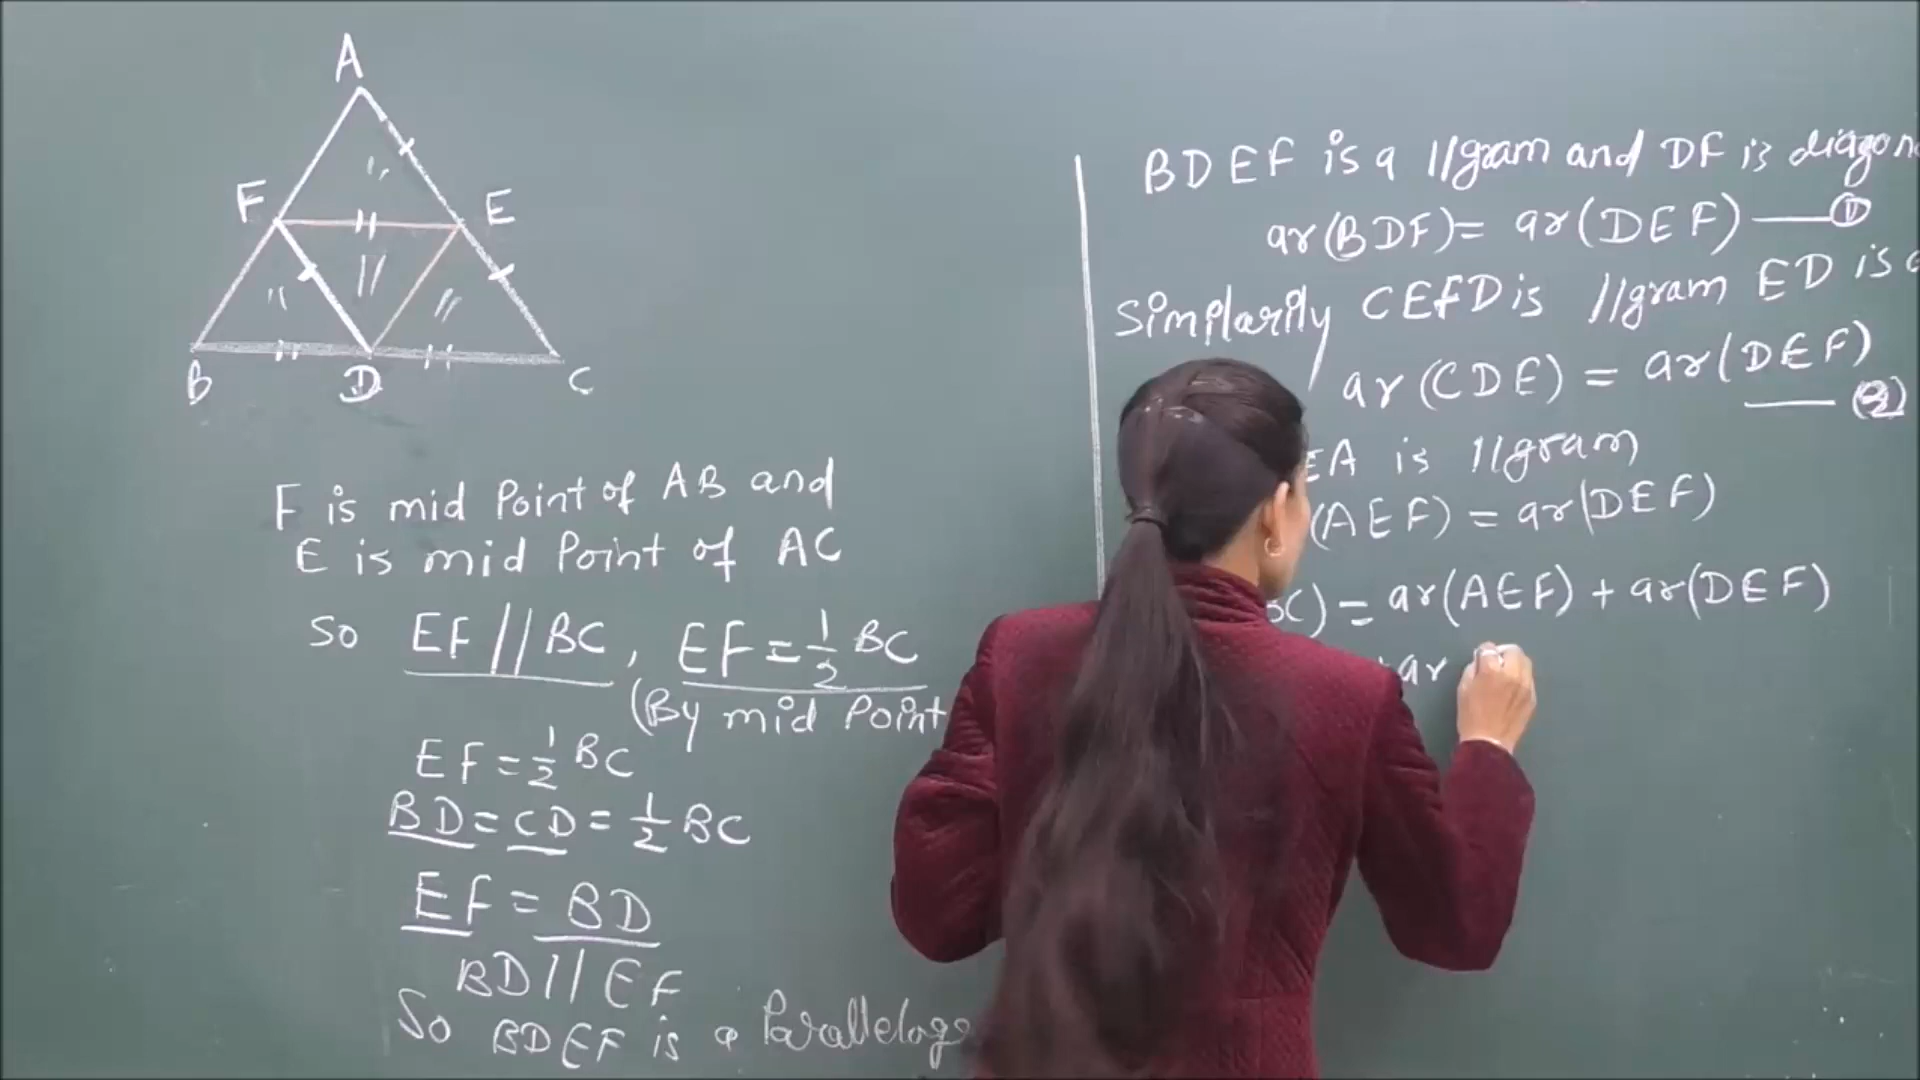 A
F
E
B
D
C
F is mid Point of AB and
E is mid Point of AC
So EF // BC , EF = 1/2 BC
(By mid Point
EF = 1/2 BC
BD = CD = 1/2 BC
EF = BD
BD // EF
So BDEF is a
BDEF is a //gram and DF is
ar(BDF) = ar(DEF) — ①
Simplarily CEFD is //gram ED is
ar(CDE) = ar(DEF)
— (2)
EA is //gram
(AEF) = ar(DEF)
BC) = ar(AEF) + ar(DEF)
ar